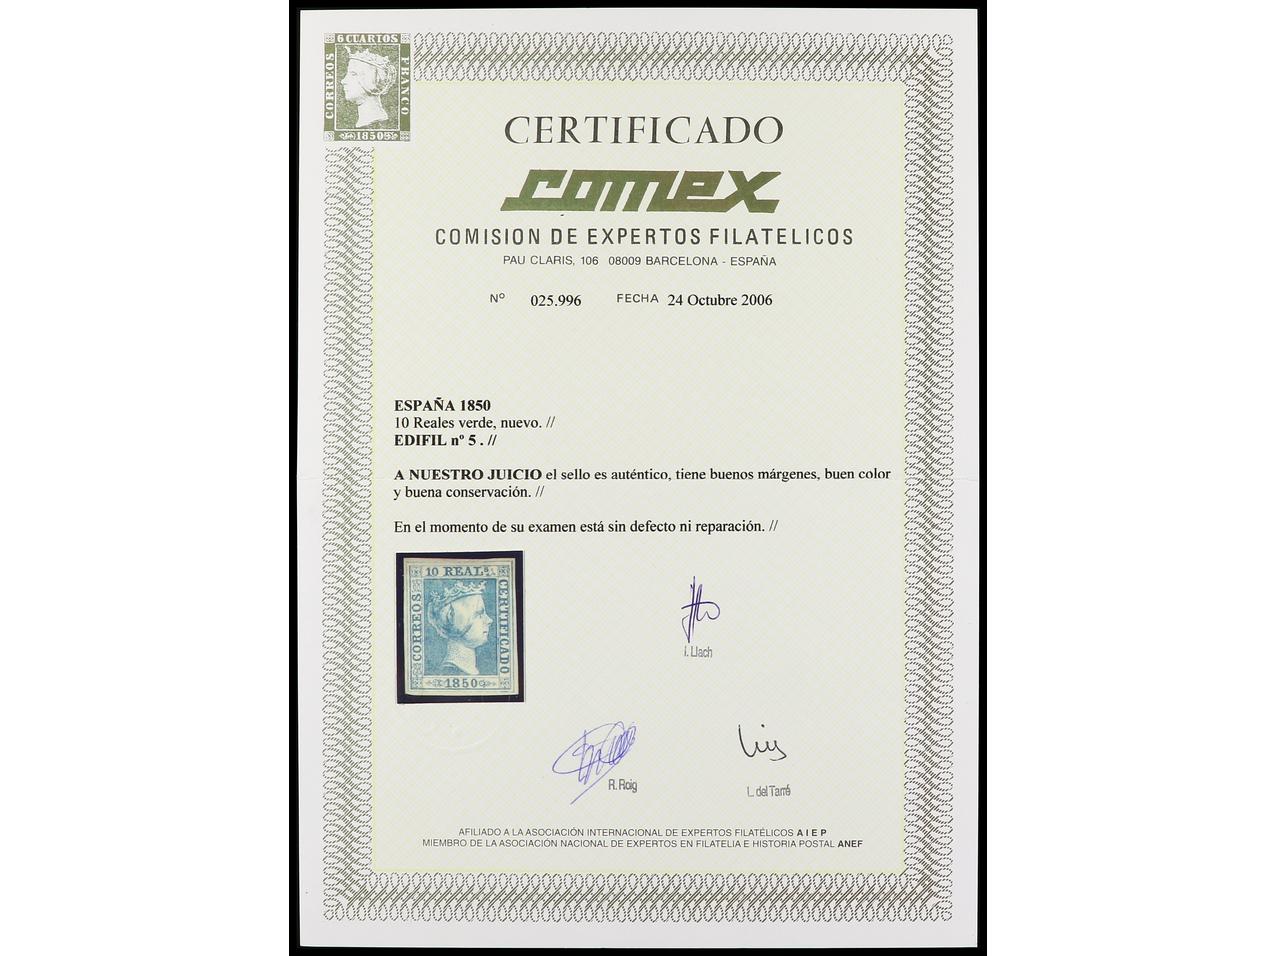 6 CUARTOS
CORREOS
FRANCO
1850
CERTIFICADO
comex
COMISION DE EXPERTOS FILATELICOS
PAU CLARIS, 106 08009 BARCELONA - ESPAÑA
Nº 025.996 FECHA 24 Octubre 2006
ESPAÑA 1850
10 Reales verde, nuevo. //
EDIFIL nº 5 . //
A NUESTRO JUICIO el sello es auténtico, tiene buenos márgenes, buen color
y buena conservación. //
En el momento de su examen está sin defecto ni reparación. //
10 REALS
CORREOS
CERTIFICADO
1850
I. Llach
R. Roig
Luis
L. del Tarré
AFILIADO A LA ASOCIACIÓN INTERNACIONAL DE EXPERTOS FILATÉLICOS A I E P
MIEMBRO DE LA ASOCIACIÓN NACIONAL DE EXPERTOS EN FILATELIA E HISTORIA POSTAL ANEF